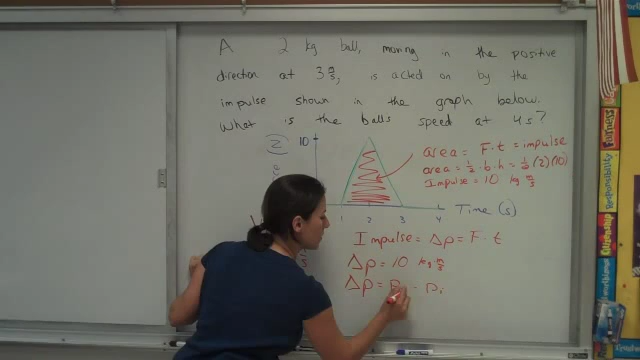 A 2 kg ball, moving in the positive
direction at 3 m/s, is acted on by the
impulse shown in the graph below.
What is the balls speed at 4s?
10
area = F·t = impulse
area = 1/2 · b · h = 1/2 (2)(10)
Impulse = 10 kg m/s
1 2 3 4 Time (s)
Impulse = Δp = F · t
Δp = 10 kg·m/s
Δp = P - Pi
Responsibility